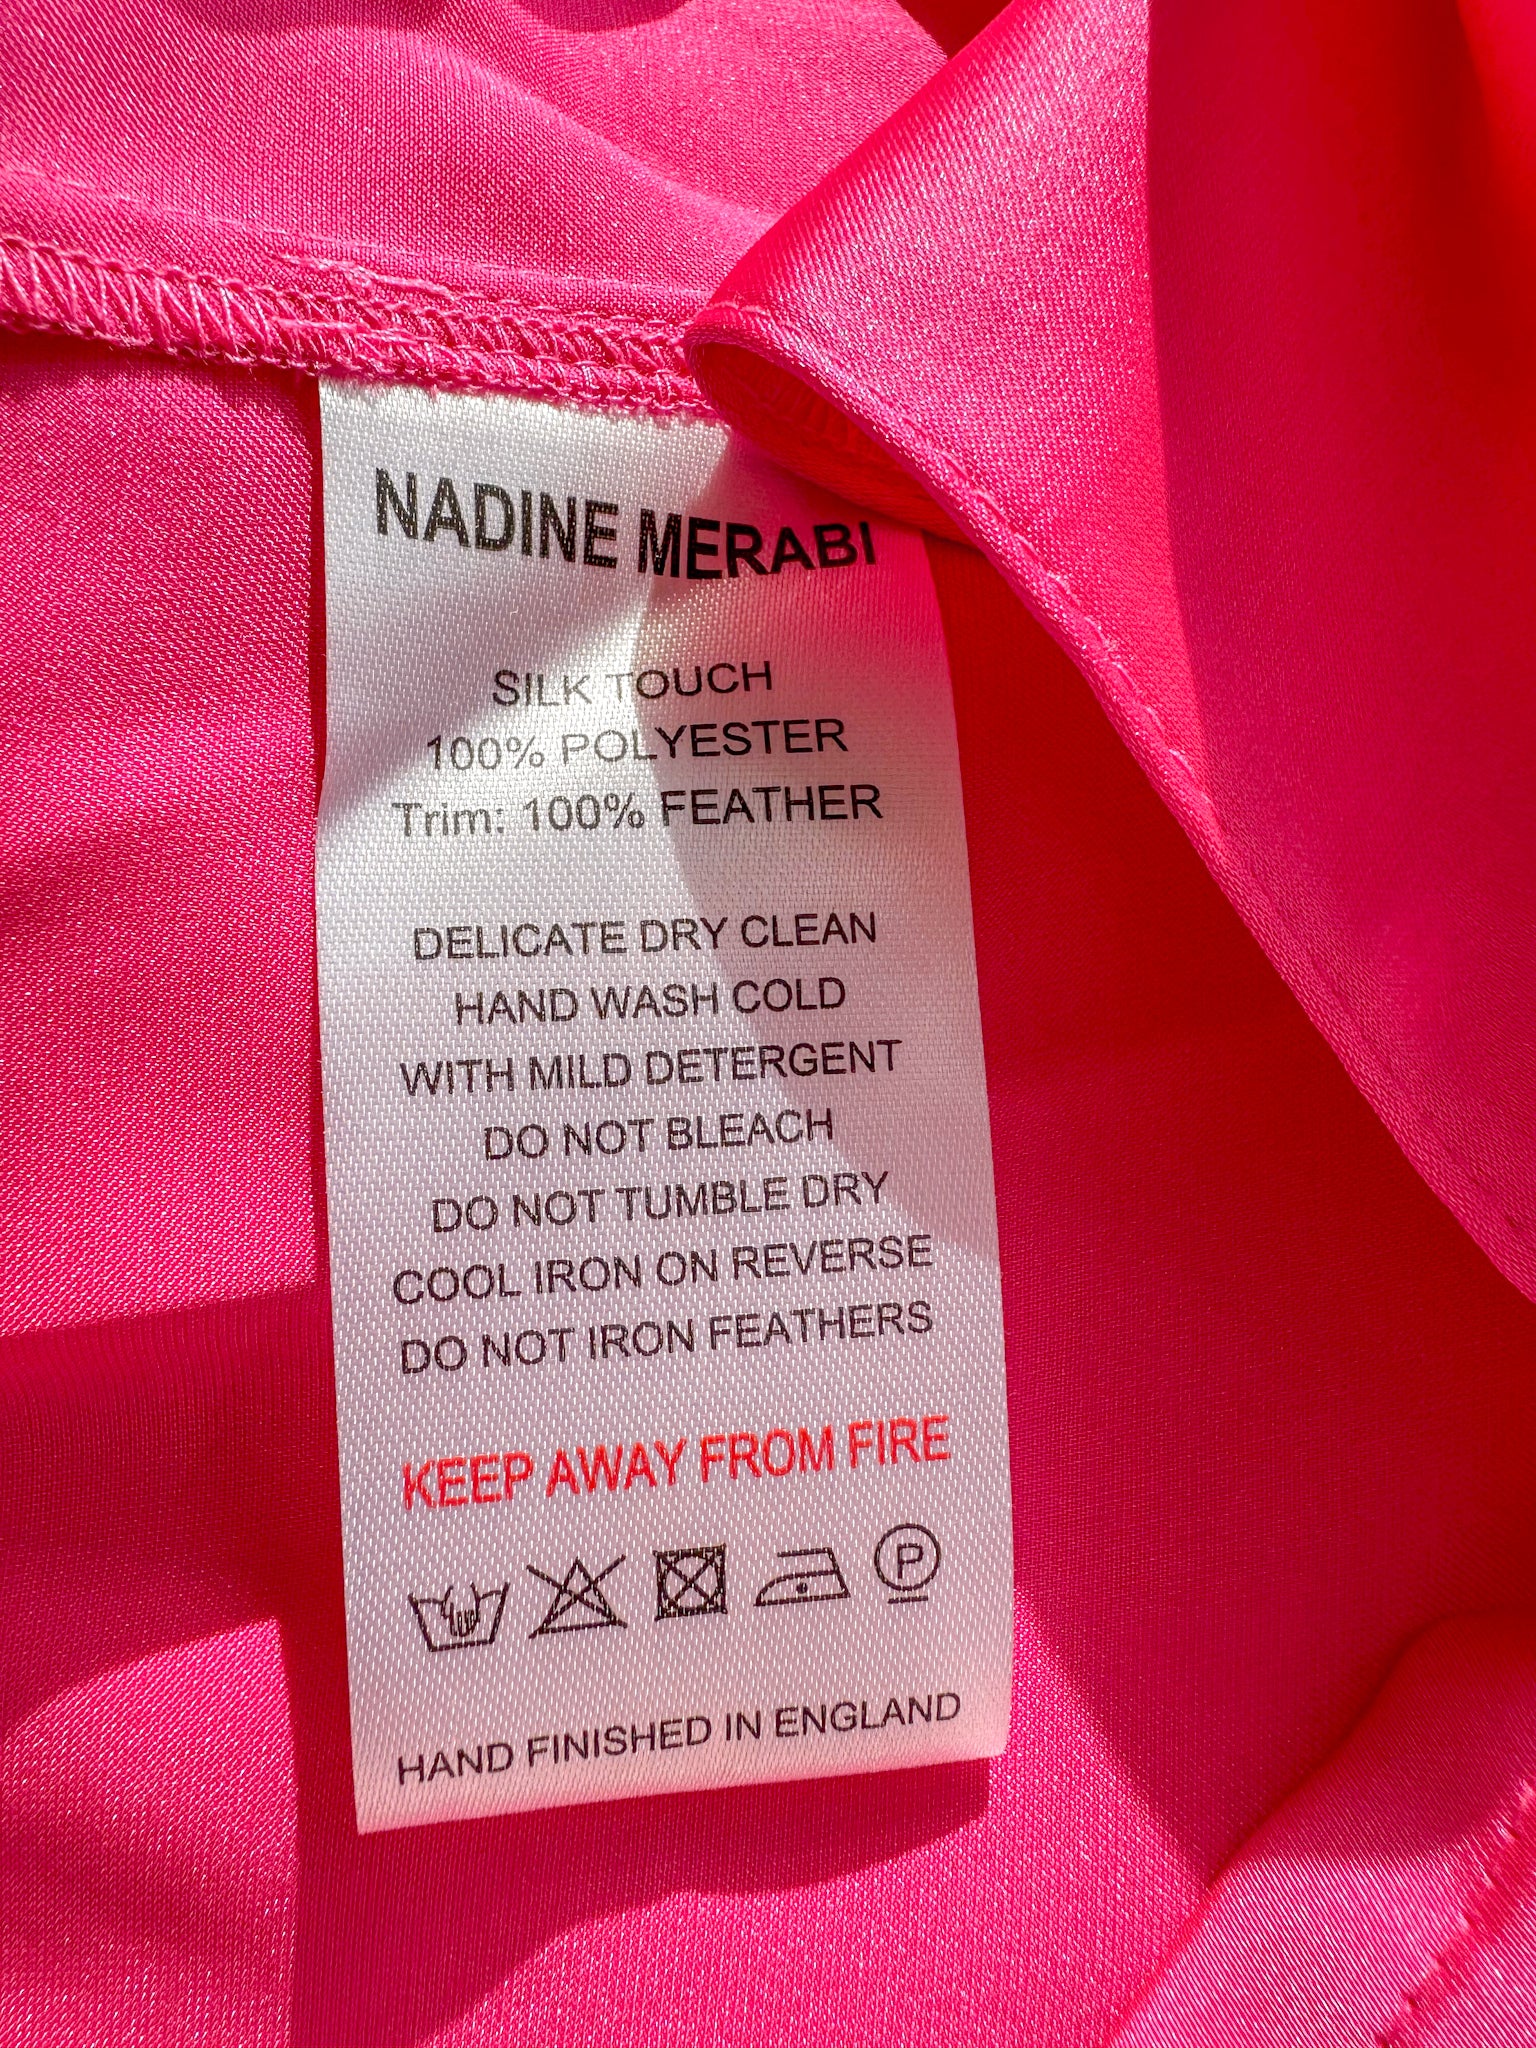 NADINE MERABI
SILK TOUCH
100% POLYESTER
Trim: 100% FEATHER
DELICATE DRY CLEAN
HAND WASH COLD
WITH MILD DETERGENT
DO NOT BLEACH
DO NOT TUMBLE DRY
COOL IRON ON REVERSE
DO NOT IRON FEATHERS
KEEP AWAY FROM FIRE
P
HAND FINISHED IN ENGLAND